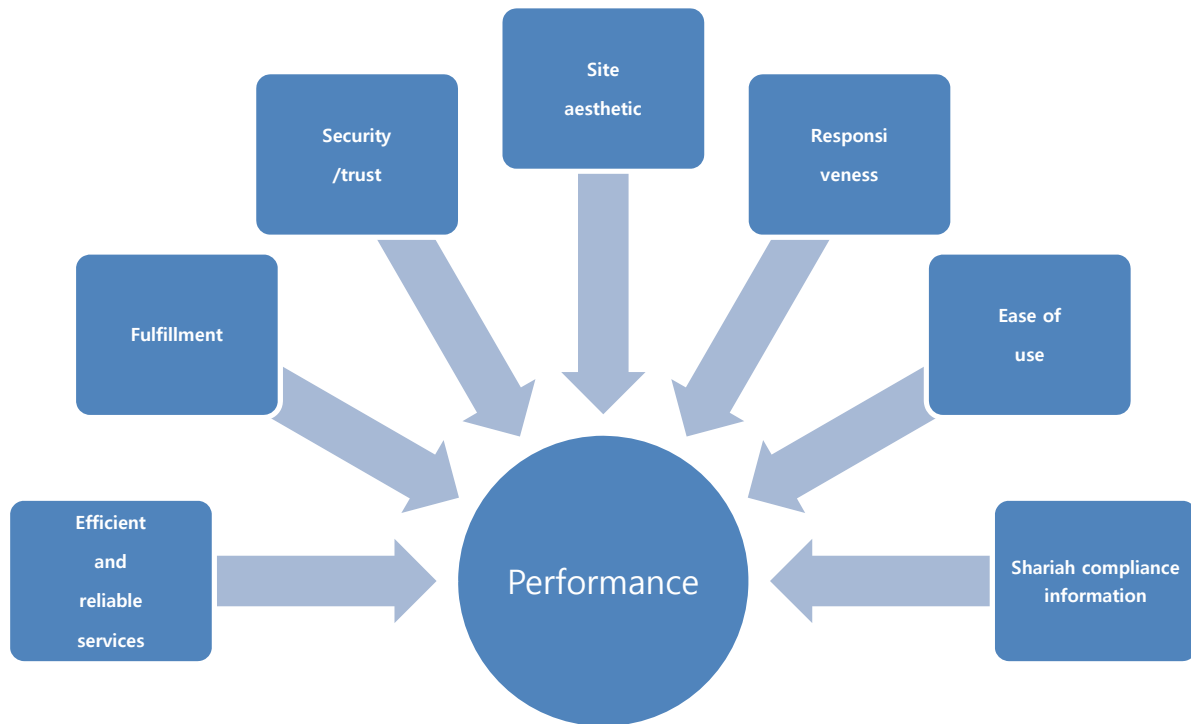 Site
aesthetic
Security
/trust
Responsi
veness
Fulfillment
Ease of
use
Efficient
and
reliable
services
Performance
Shariah compliance
information